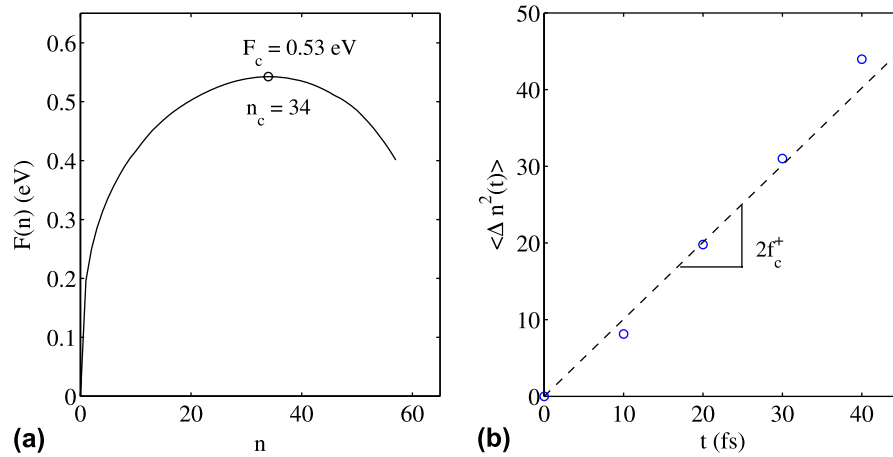 F_c = 0.53 eV
n_c = 34
F(n) (eV)
0.6
0.5
0.4
0.3
0.2
0.1
0
0
20
40
60
n
(a)
<Δ n²(t)>
50
40
30
20
10
0
2f_c⁺
0
10
20
30
40
t (fs)
(b)